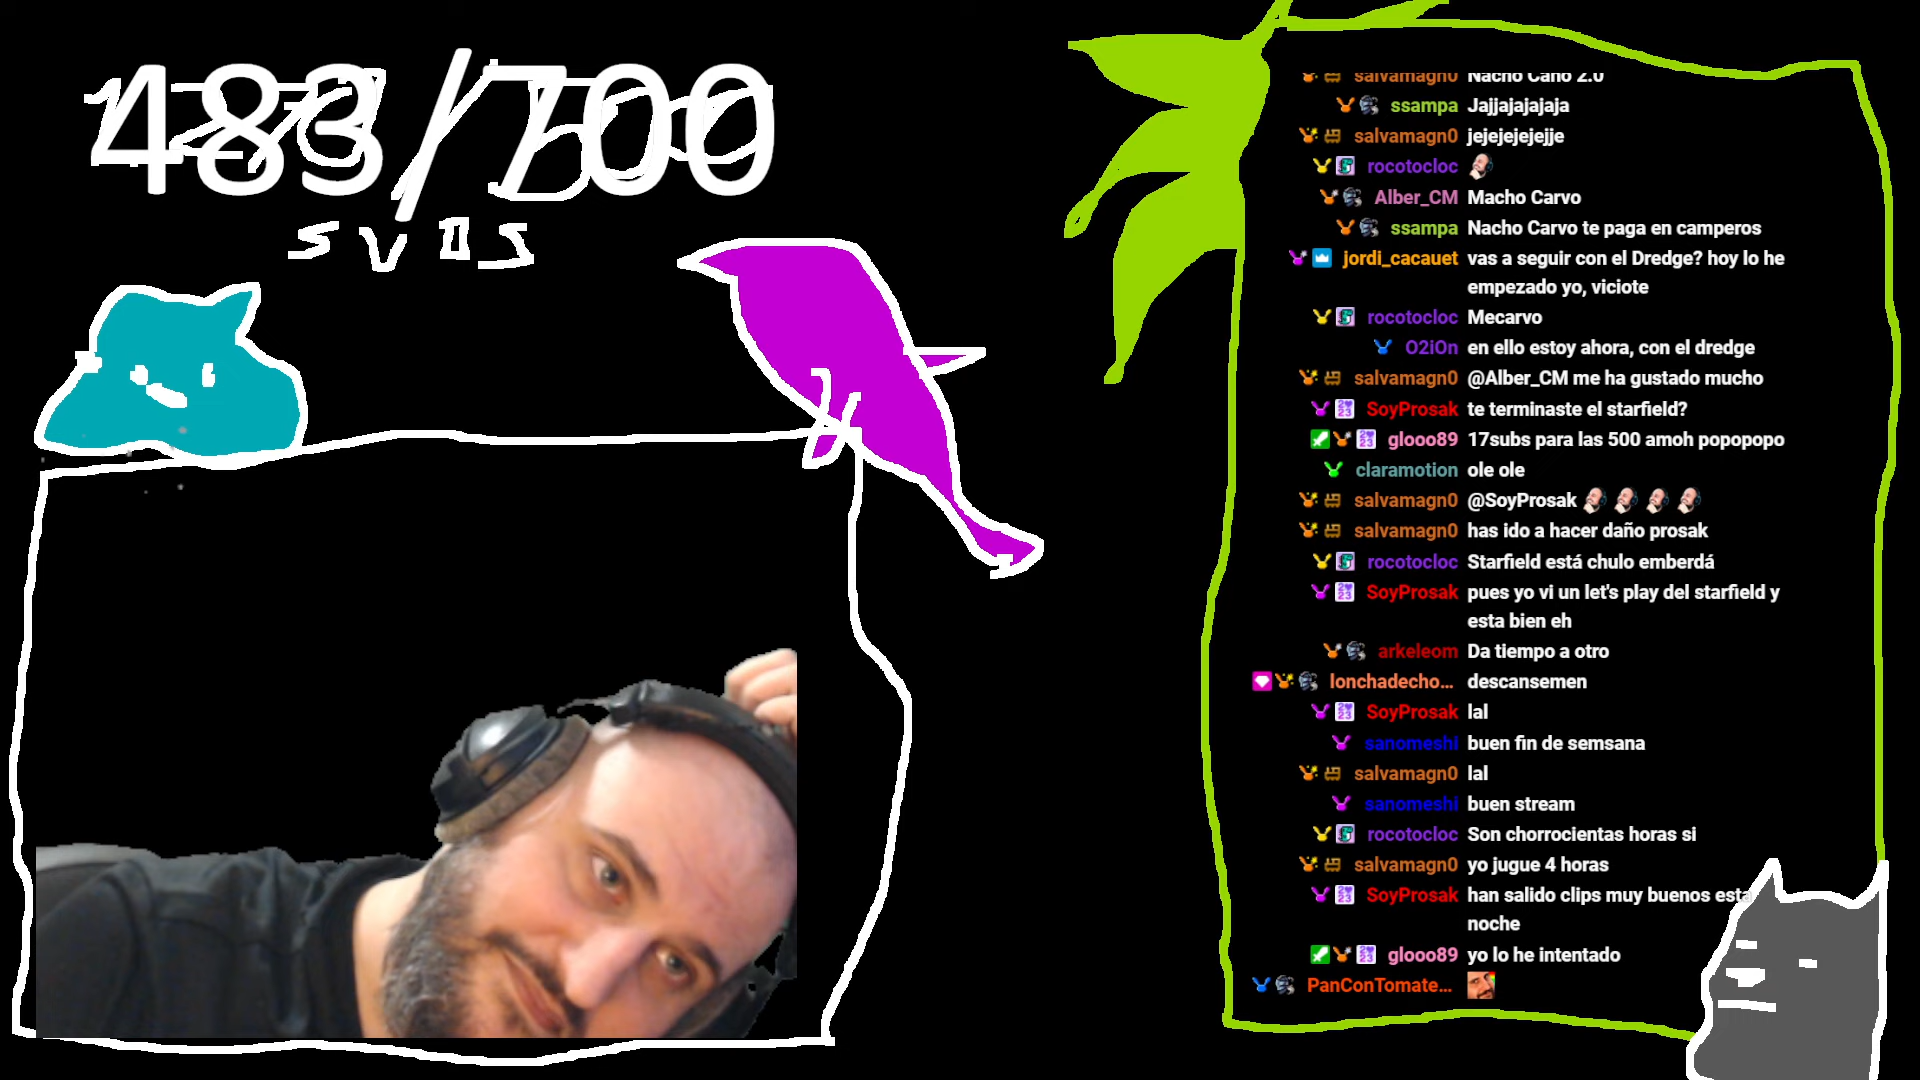 483/700
SUBS
salvamagn0 Nacho Cano 2.0
ssampa Jajjajajajaja
salvamagn0 jejejejejejje
rocotocloc
Alber_CM Macho Carvo
ssampa Nacho Carvo te paga en camperos
jordi_cacauet vas a seguir con el Dredge? hoy lo he
empezado yo, viciote
rocotocloc Mecarvo
O2iOn en ello estoy ahora, con el dredge
salvamagn0 @Alber_CM me ha gustado mucho
SoyProsak te terminaste el starfield?
glooo89 17subs para las 500 amoh popopopo
claramotion ole ole
salvamagn0 @SoyProsak
salvamagn0 has ido a hacer daño prosak
rocotocloc Starfield está chulo emberdá
SoyProsak pues yo vi un let's play del starfield y
esta bien eh
arkeleom Da tiempo a otro
lonchadecho... descansemen
SoyProsak lal
sanomeshi buen fin de semsana
salvamagn0 lal
sanomeshi buen stream
rocotocloc Son chorrocientas horas si
salvamagn0 yo jugue 4 horas
SoyProsak han salido clips muy buenos esta
noche
glooo89 yo lo he intentado
PanConTomate...